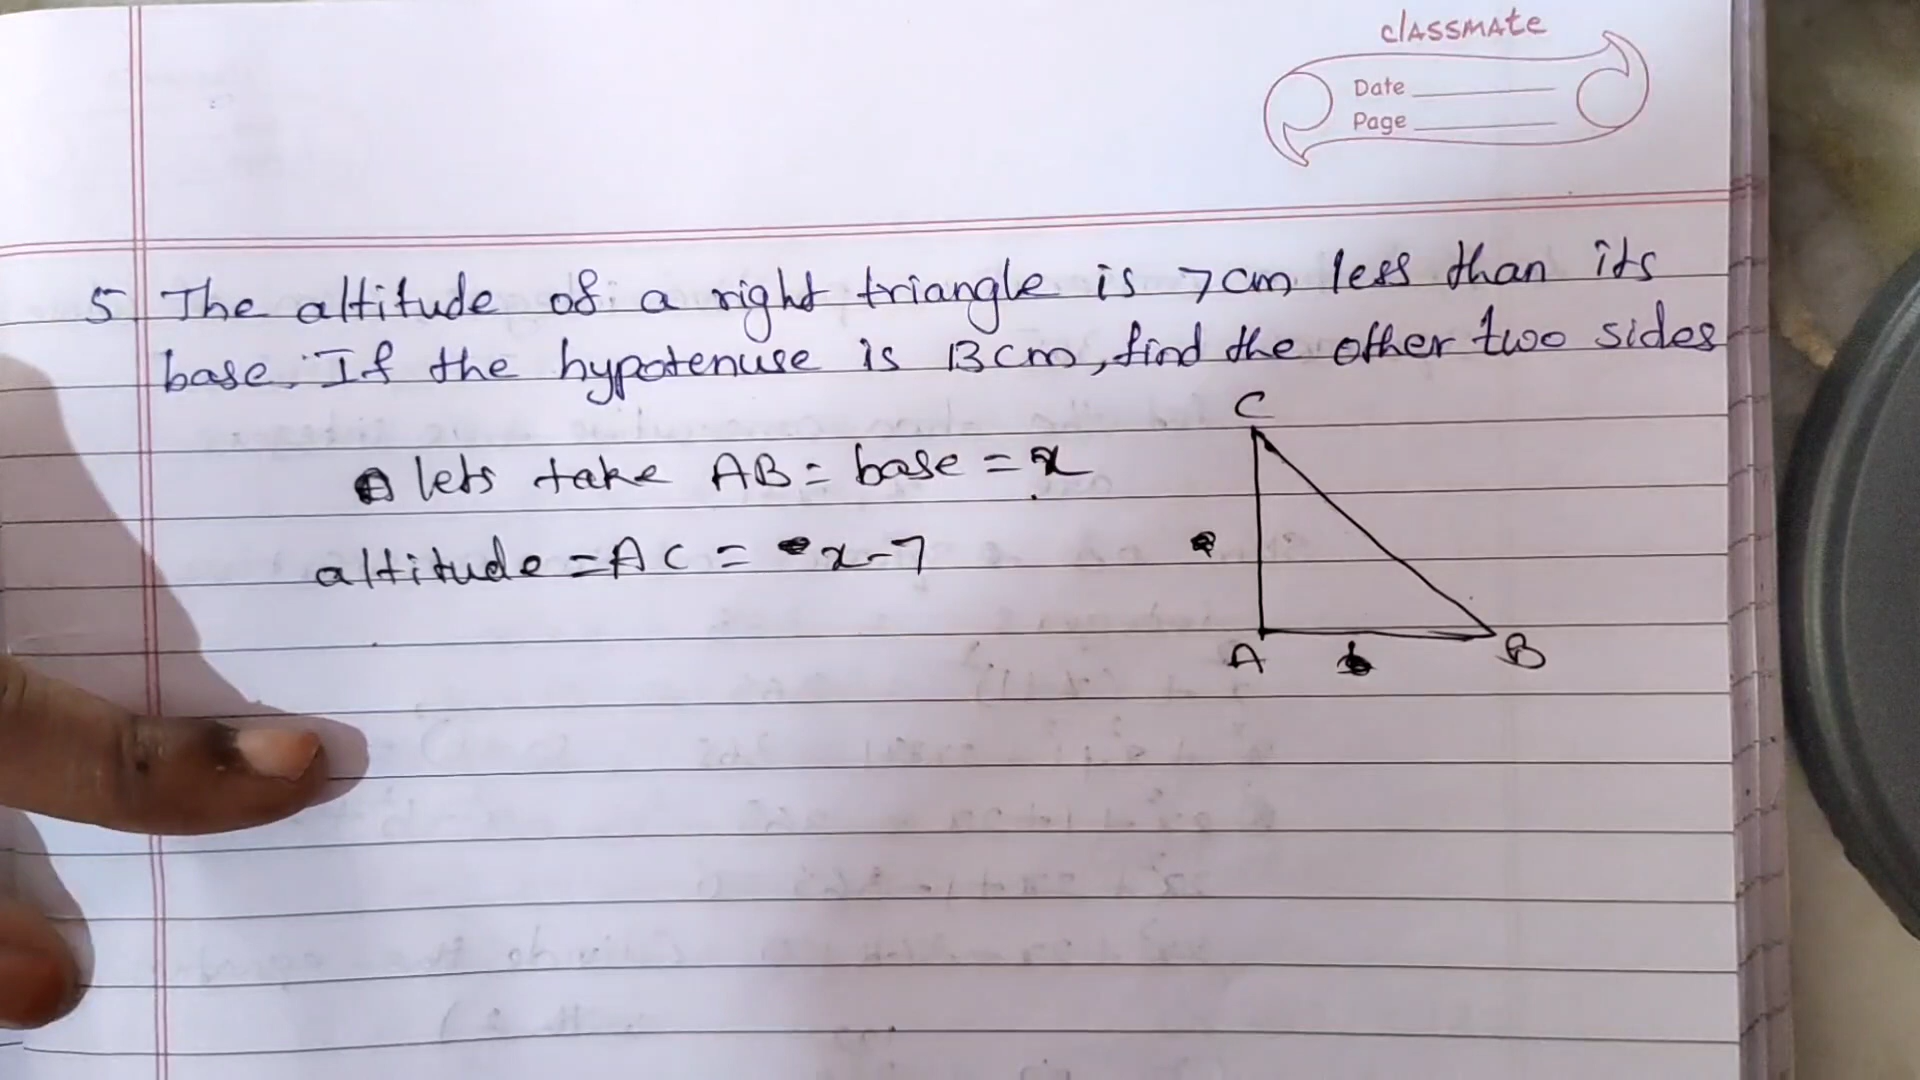 classmate
Date
Page
5. The altitude of a right triangle is 7cm less than its
base. If the hypotenuse is 13cm, find the other two sides
lets take AB = base = x
altitude = AC = x-7
C
A
B